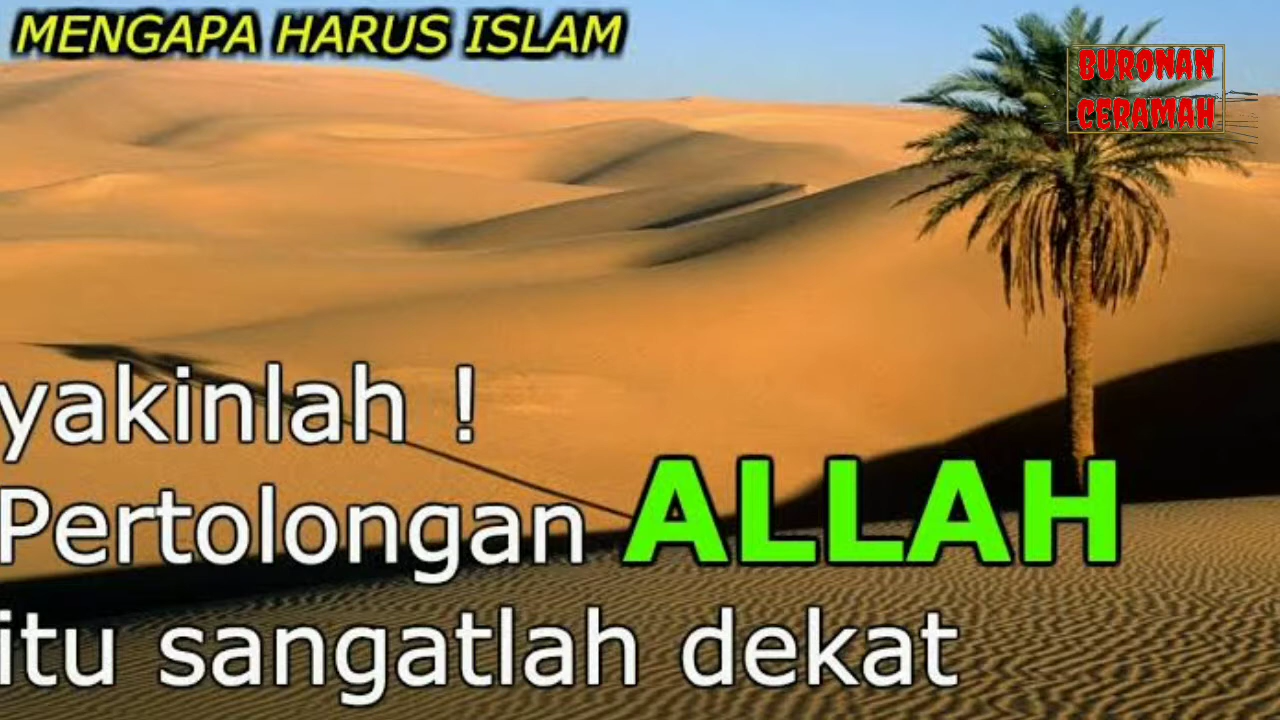 MENGAPA HARUS ISLAM
BURONAN
CERAMAH
yakinlah !
Pertolongan ALLAH
itu sangatlah dekat